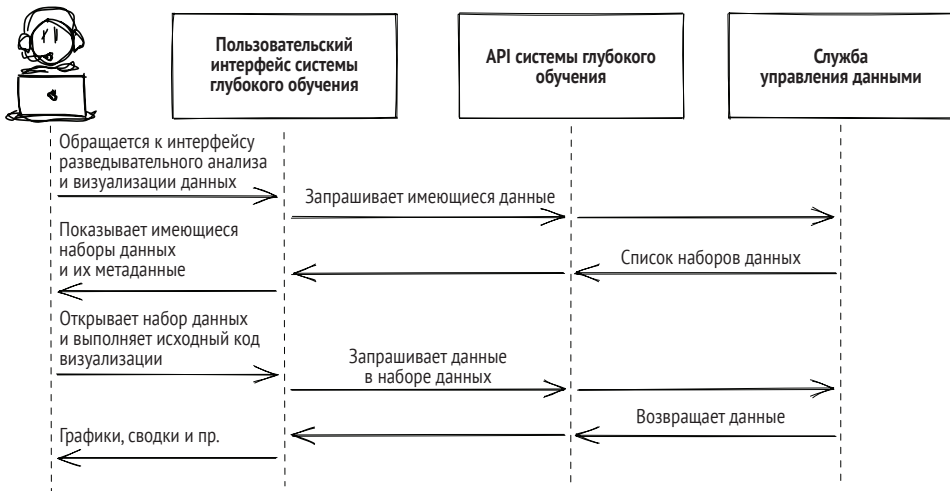 Пользовательский
интерфейс системы
глубокого обучения
API системы глубокого
обучения
Служба
управления данными
Обращается к интерфейсу
разведывательного анализа
и визуализации данных
Запрашивает имеющиеся данные
Показывает имеющиеся
наборы данных
и их метаданные
Список наборов данных
Открывает набор данных
и выполняет исходный код
визуализации
Запрашивает данные
в наборе данных
Возвращает данные
Графики, сводки и пр.